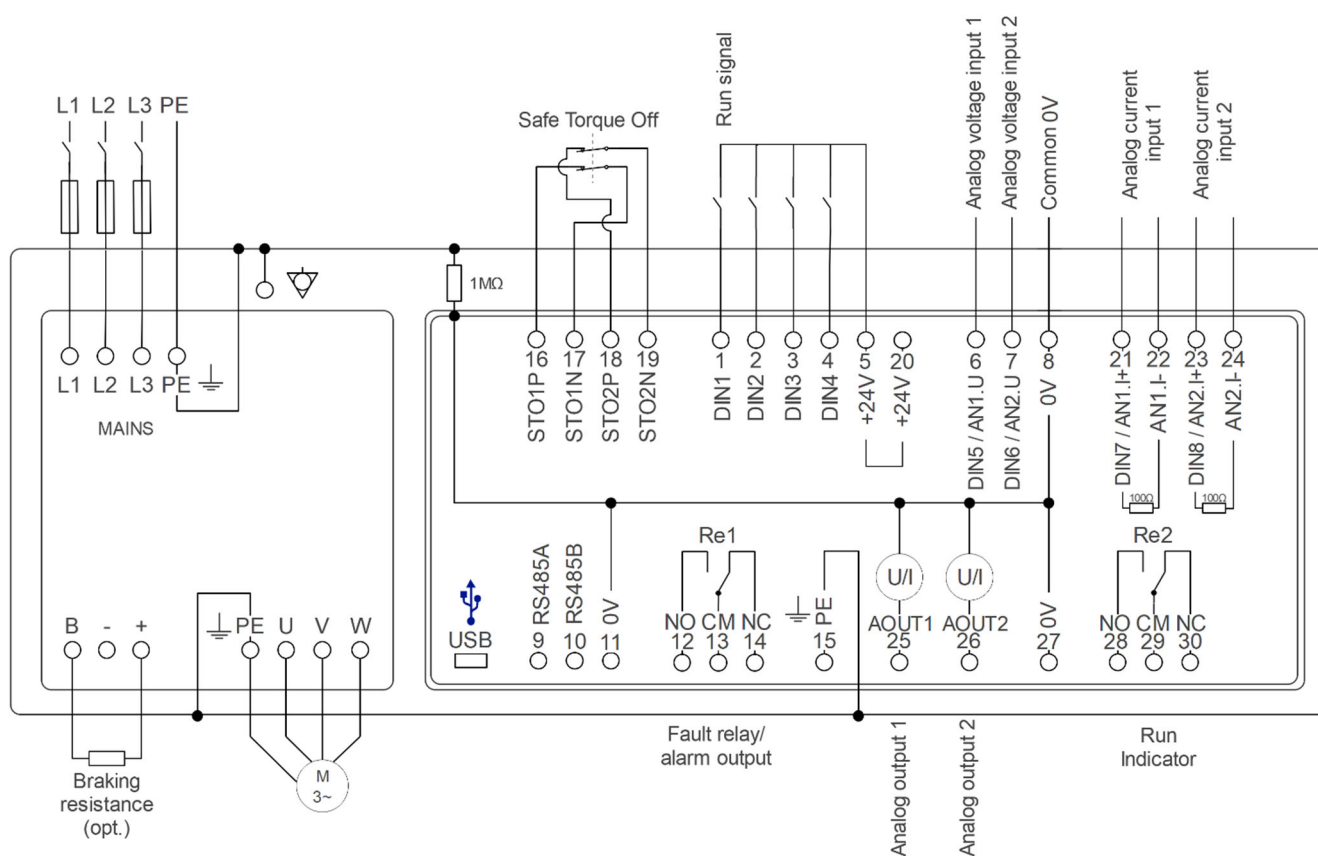 L1 L2 L3 PE
Safe Torque Off
Run signal
Analog voltage input 1
Analog voltage input 2
Common 0V
Analog current
input 1
Analog current
input 2
1MΩ
L1 L2 L3 PE
MAINS
16 17 18 19
STO1P
STO1N
STO2P
STO2N
1 2 3 4 5 20
DIN1
DIN2
DIN3
DIN4
+24V
+24V
6 7 8
DIN5 / AN1.U
DIN6 / AN2.U
0V
21 22 23 24
DIN7 / AN1.I+
AN1.I-
DIN8 / AN2.I+
AN2.I-
100Ω
100Ω
B - +
PE U V W
USB
RS485A
RS485B
0V
9 10 11
Re1
NO CM NC
12 13 14
PE
15
U/I
U/I
AOUT1
AOUT2
25 26
0V
27
Re2
NO CM NC
28 29 30
Braking
resistance
(opt.)
M
3~
Fault relay/
alarm output
Analog output 1
Analog output 2
Run
Indicator